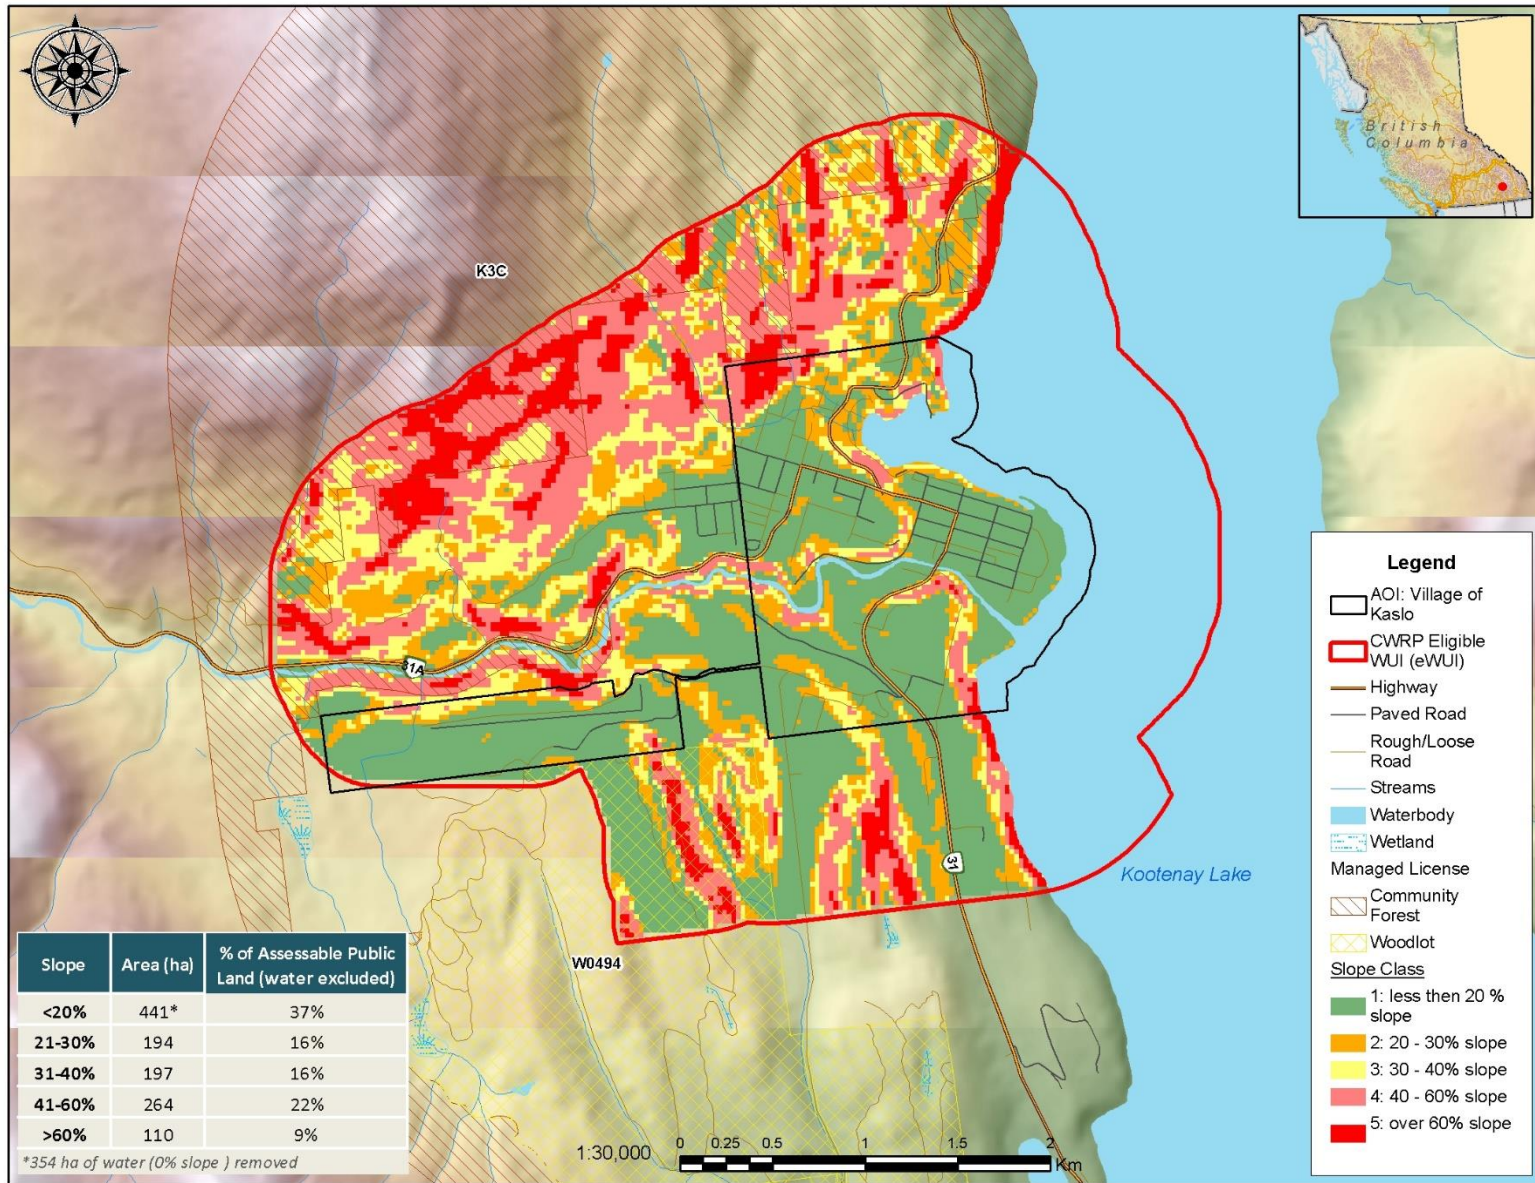 British
Columbia
K3C
31A
31
Kootenay Lake
W0494
Legend
AOI: Village of
Kaslo
CWRP Eligible
WUI (eWUI)
Highway
Paved Road
Rough/Loose
Road
Streams
Waterbody
Wetland
Managed License
Community
Forest
Woodlot
Slope Class
1: less then 20 %
slope
2: 20 - 30% slope
3: 30 - 40% slope
4: 40 - 60% slope
5: over 60% slope
Slope Area (ha) % of Assessable Public
Land (water excluded)
<20% 441* 37%
21-30% 194 16%
31-40% 197 16%
41-60% 264 22%
>60% 110 9%
*354 ha of water (0% slope ) removed
1:30,000
0 0.25 0.5 1 1.5 2
Km